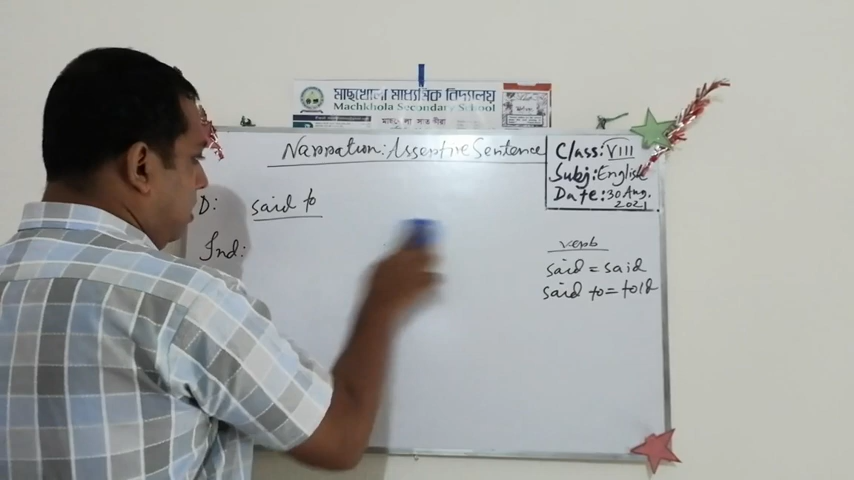 মাছখোলা মাধ্যমিক বিদ্যালয়
Machkhola Secondary School
Narration: Assertive Sentence
Class: VIII
Subj: English
Date: 30 Aug. 2021
D: said to
Ind:
verb
said = said
said to = told